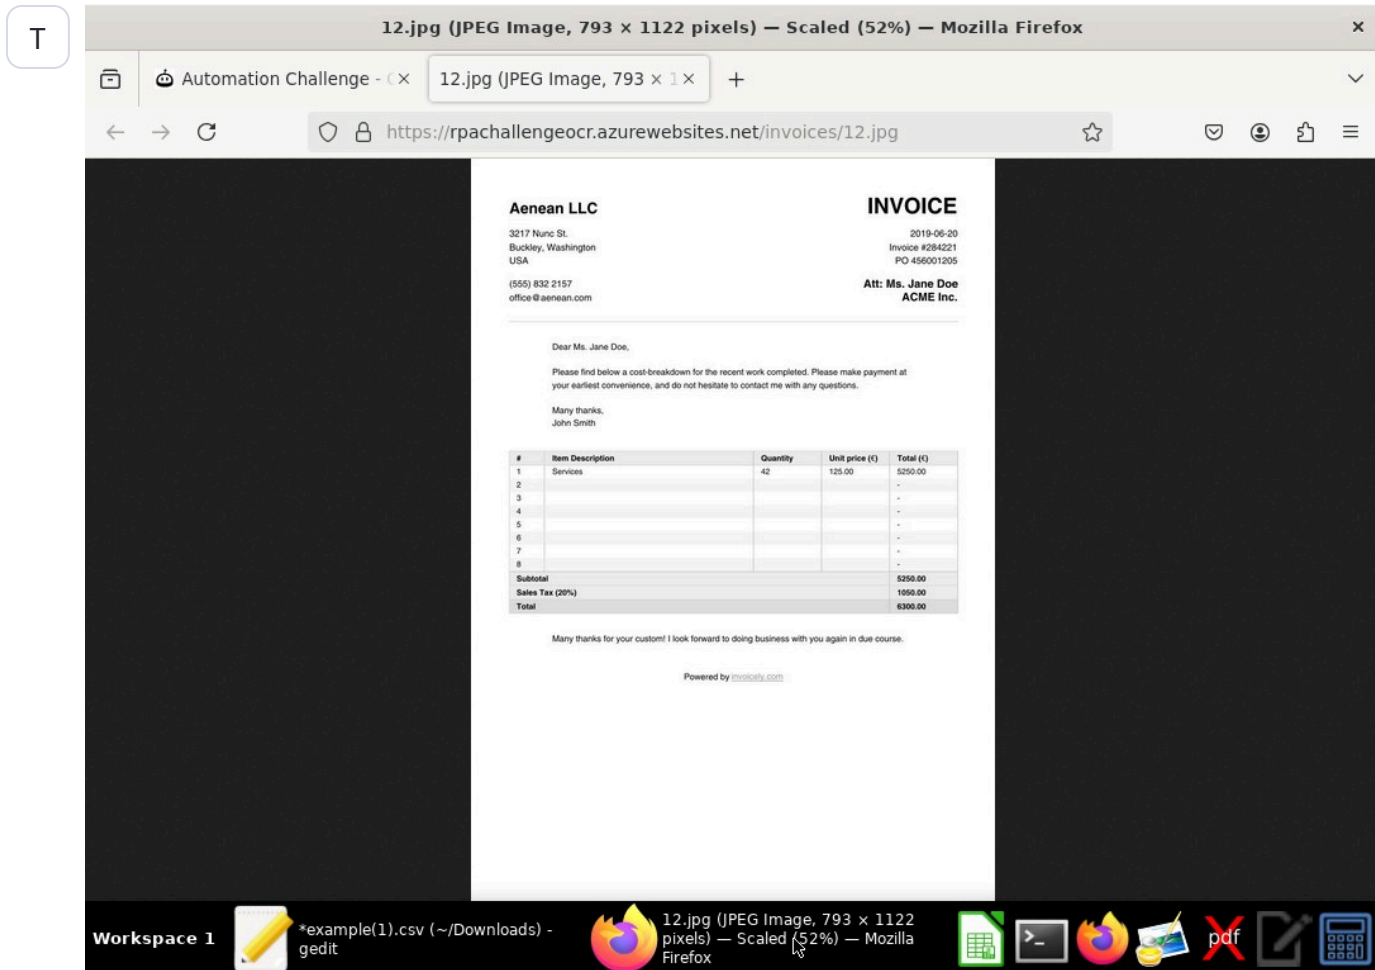 T
12.jpg (JPEG Image, 793 × 1122 pixels) — Scaled (52%) — Mozilla Firefox
Automation Challenge -
12.jpg (JPEG Image, 793 × 1
https://rpachallengeocr.azurewebsites.net/invoices/12.jpg
Aenean LLC
INVOICE
3217 Nunc St.
2019-06-20
Buckley, Washington
Invoice #284221
USA
PO 456001205
(555) 832 2157
Att: Ms. Jane Doe
office@aenean.com
ACME Inc.
Dear Ms. Jane Doe,
Please find below a cost-breakdown for the recent work completed. Please make payment at
your earliest convenience, and do not hesitate to contact me with any questions.
Many thanks,
John Smith
# Item Description Quantity Unit price (€) Total (€)
1 Services 42 125.00 5250.00
2 -
3 -
4 -
5 -
6 -
7 -
8 -
Subtotal 5250.00
Sales Tax (20%) 1050.00
Total 6300.00
Many thanks for your custom! I look forward to doing business with you again in due course.
Powered by invoicely.com
Workspace 1
*example(1).csv (~/Downloads) -
gedit
12.jpg (JPEG Image, 793 × 1122
pixels) — Scaled (52%) — Mozilla
Firefox
pdf